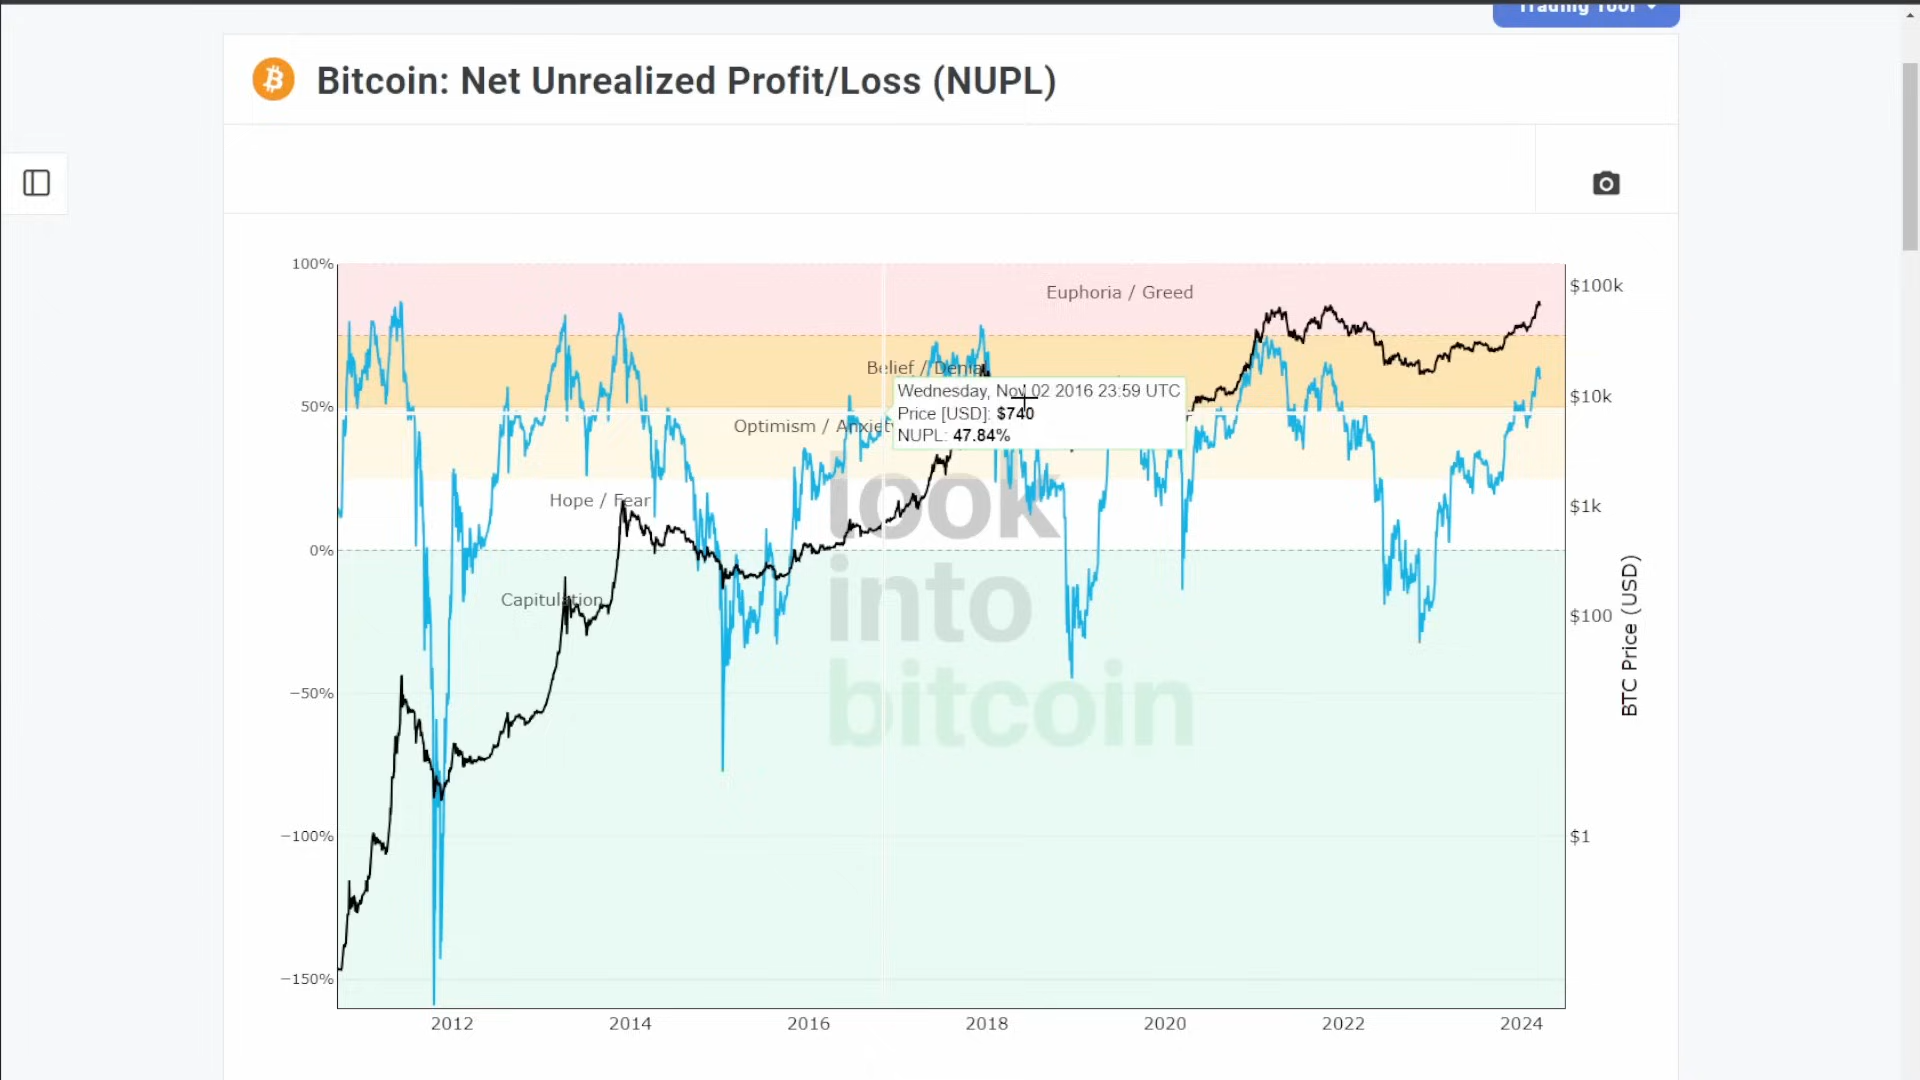 Trading Tool
Bitcoin: Net Unrealized Profit/Loss (NUPL)
100%
50%
0%
−50%
−100%
−150%
$100k
$10k
$1k
$100
$1
BTC Price (USD)
Euphoria / Greed
Belief / Denial
Optimism / Anxiety
Hope / Fear
Capitulation
Wednesday, Nov 02 2016 23:59 UTC
Price [USD]: $740
NUPL: 47.84%
look
into
bitcoin
2012
2014
2016
2018
2020
2022
2024